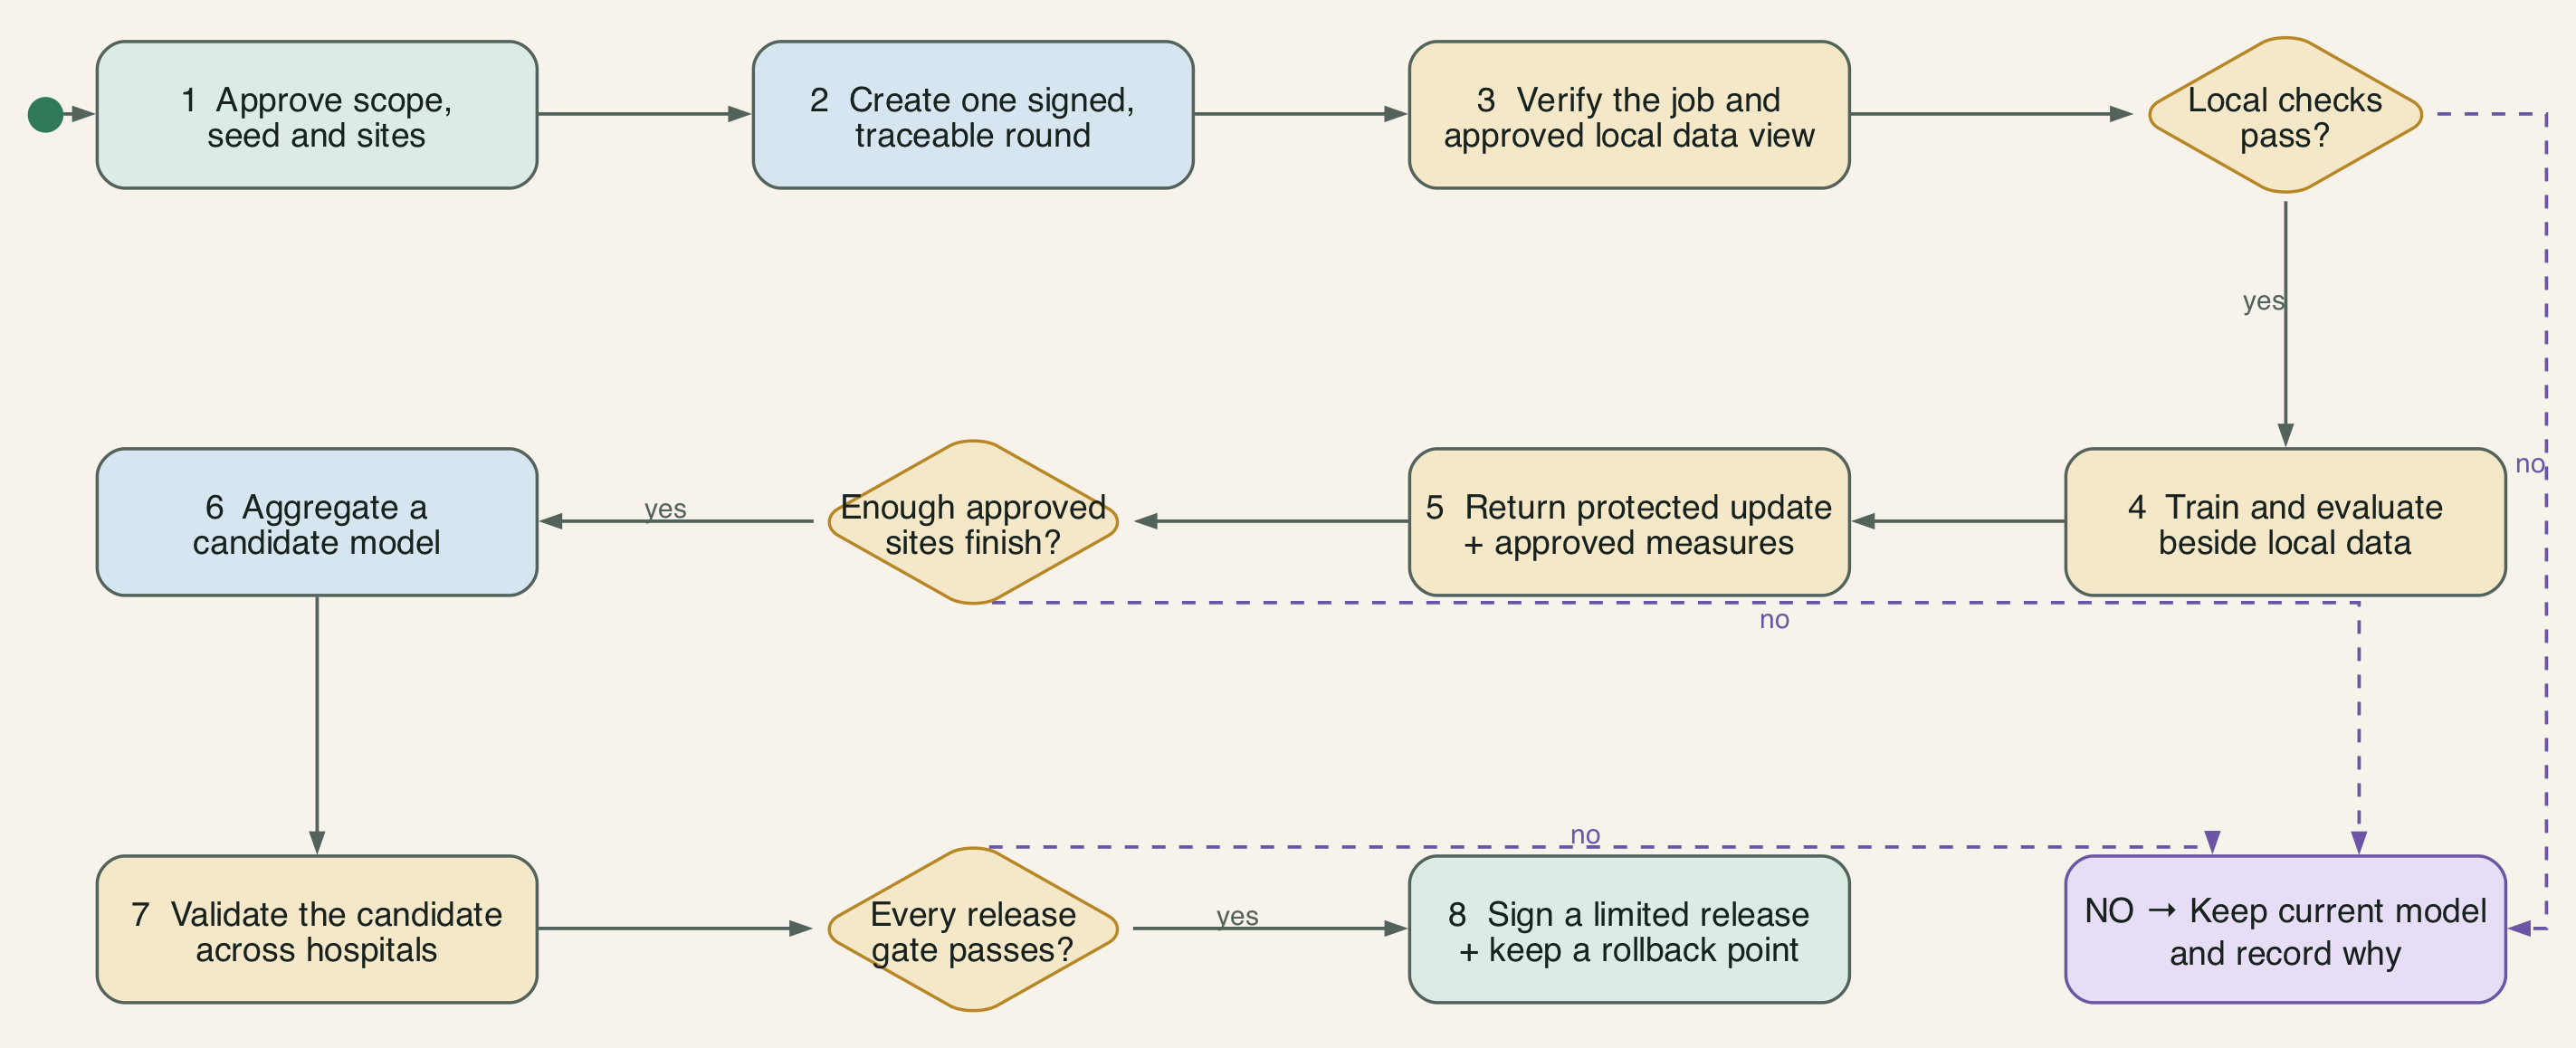 1 Approve scope,
seed and sites
2 Create one signed,
traceable round
3 Verify the job and
approved local data view
Local checks
pass?
yes
no
4 Train and evaluate
beside local data
5 Return protected update
+ approved measures
Enough approved
sites finish?
yes
no
6 Aggregate a
candidate model
7 Validate the candidate
across hospitals
Every release
gate passes?
yes
no
8 Sign a limited release
+ keep a rollback point
NO → Keep current model
and record why